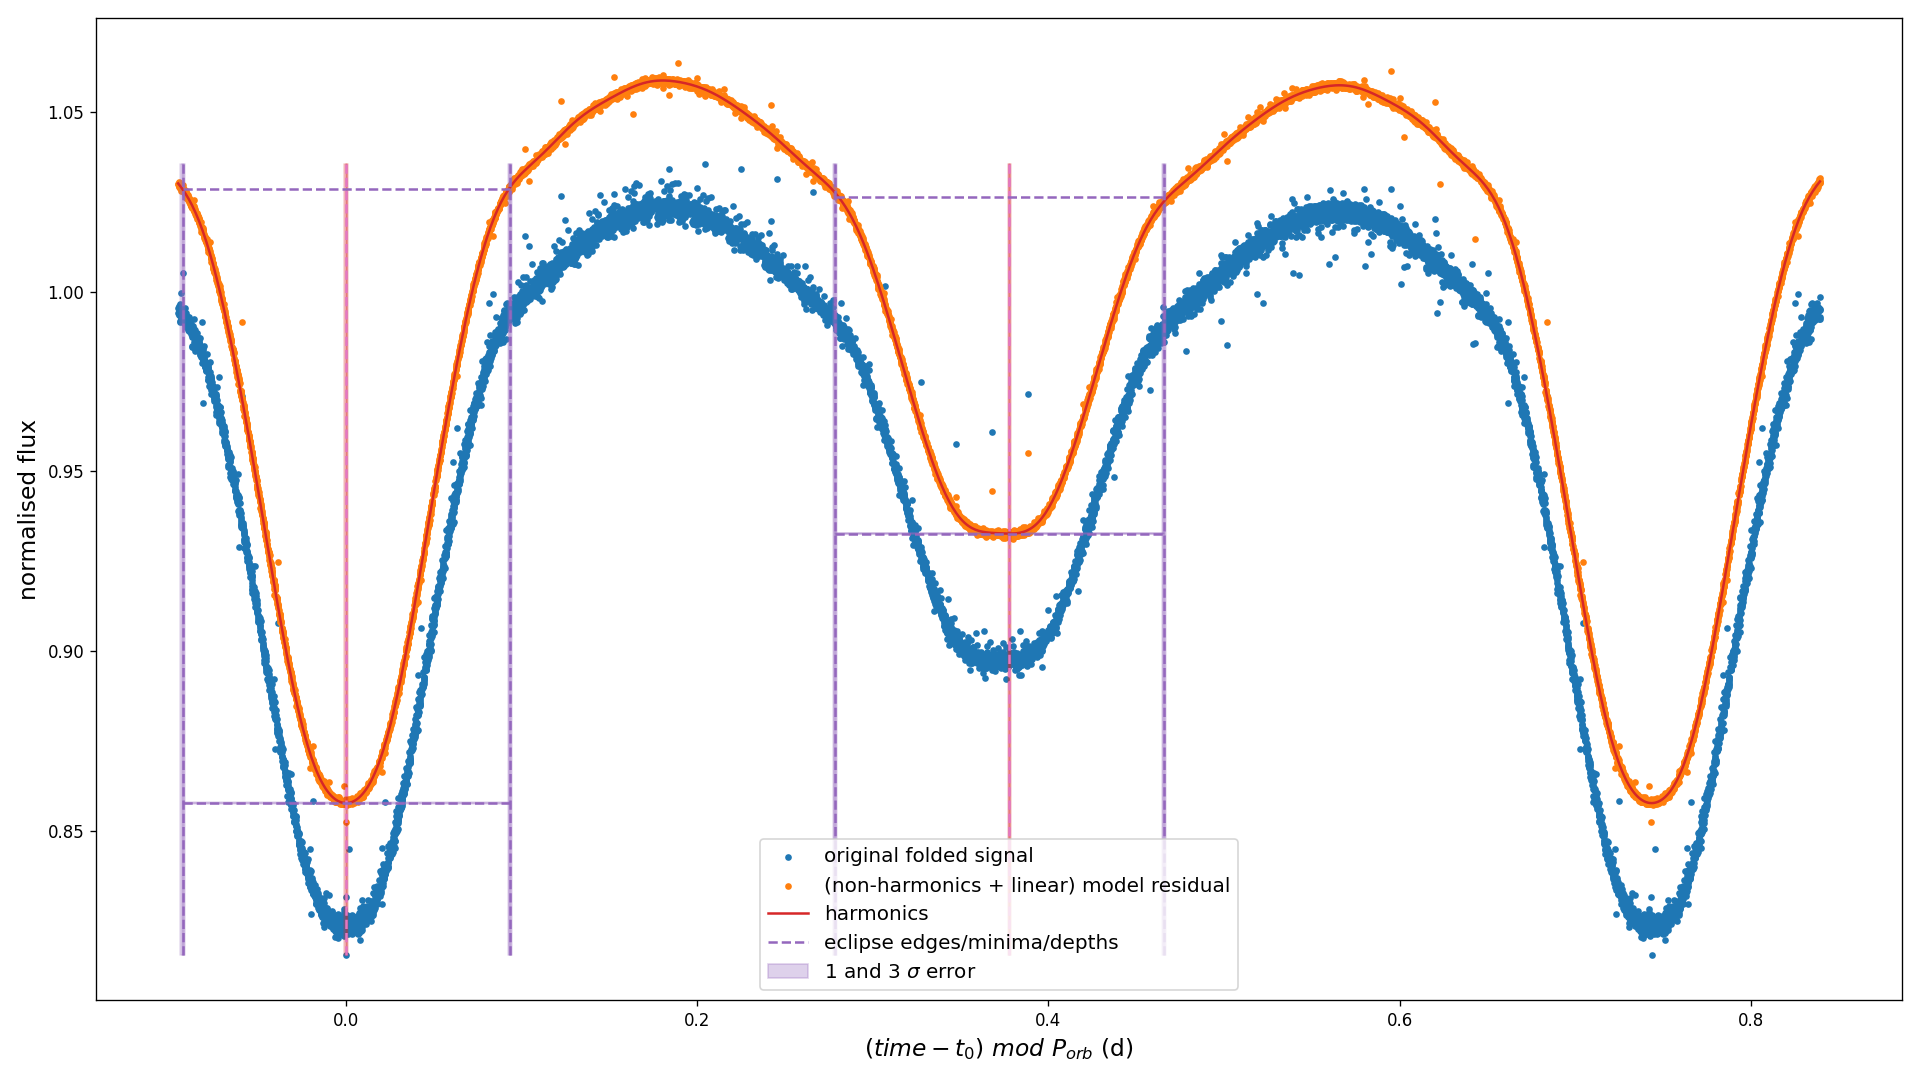 normalised flux
1.05
1.00
0.95
0.90
0.85
original folded signal
(non-harmonics + linear) model residual
harmonics
eclipse edges/minima/depths
1 and 3 σ error
0.0 0.2 0.4 0.6 0.8
(time − t₀) mod Pₒᵣb (d)